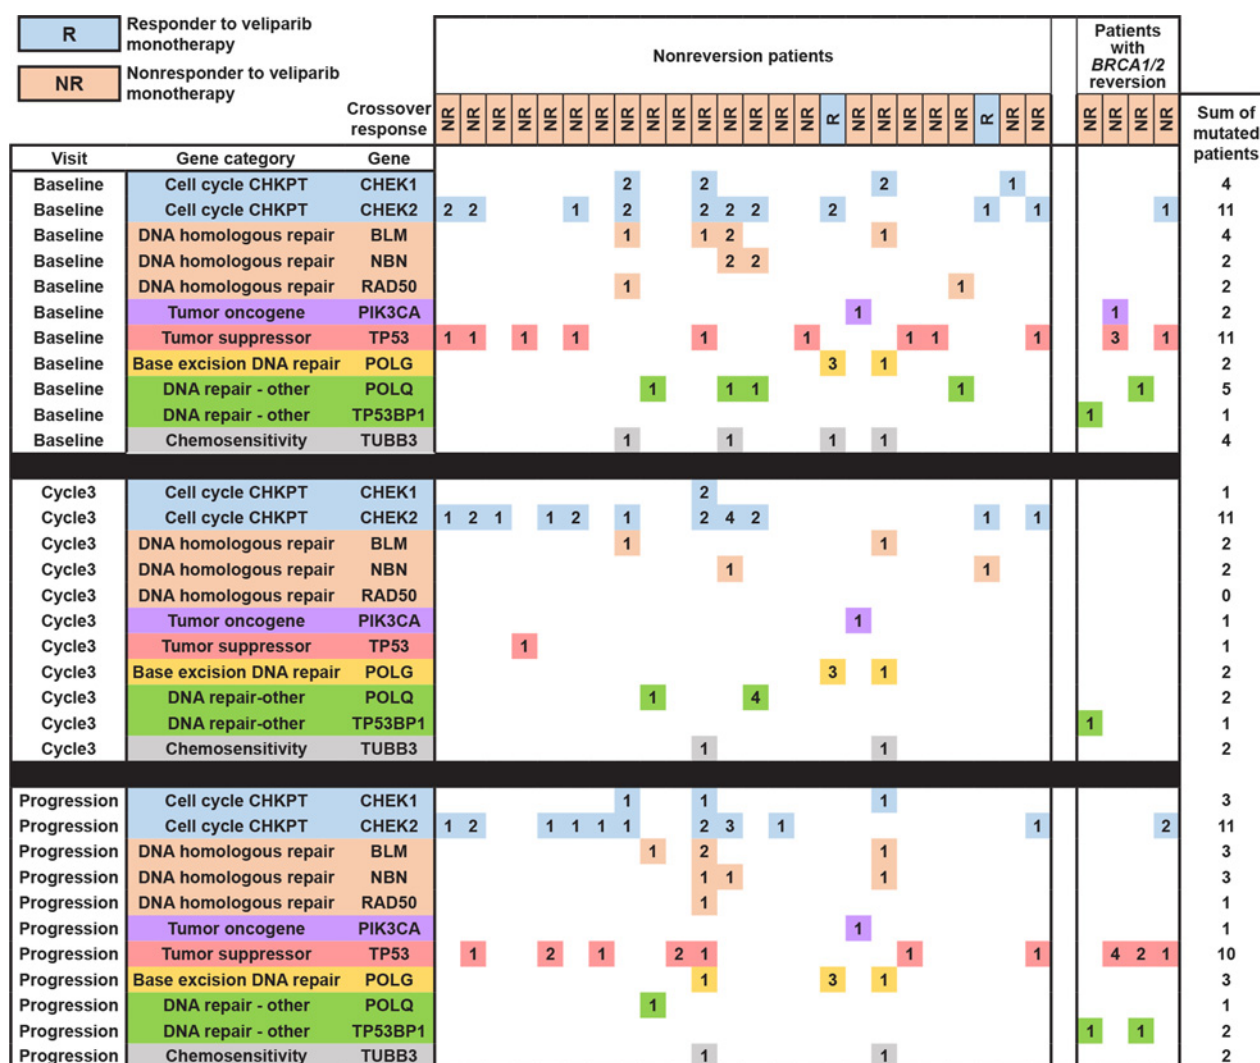 R Responder to veliparib
monotherapy
NR Nonresponder to veliparib
monotherapy
Nonreversion patients
Patients
with
BRCA1/2
reversion
Crossover
response
NR NR NR NR NR NR NR NR NR NR NR NR NR NR NR R NR NR NR NR NR R NR NR NR NR NR NR
Sum of
mutated
patients
Visit Gene category Gene
Baseline Cell cycle CHKPT CHEK1 2 2 2 1 4
Baseline Cell cycle CHKPT CHEK2 2 2 1 2 2 2 2 2 1 1 1 11
Baseline DNA homologous repair BLM 1 1 2 1 4
Baseline DNA homologous repair NBN 2 2 2
Baseline DNA homologous repair RAD50 1 1 2
Baseline Tumor oncogene PIK3CA 1 1 2
Baseline Tumor suppressor TP53 1 1 1 1 1 1 1 1 1 3 1 11
Baseline Base excision DNA repair POLG 3 1 2
Baseline DNA repair - other POLQ 1 1 1 1 1 5
Baseline DNA repair - other TP53BP1 1 1
Baseline Chemosensitivity TUBB3 1 1 1 1 4
Cycle3 Cell cycle CHKPT CHEK1 2 1
Cycle3 Cell cycle CHKPT CHEK2 1 2 1 1 2 1 2 4 2 1 1 11
Cycle3 DNA homologous repair BLM 1 1 2
Cycle3 DNA homologous repair NBN 1 1 2
Cycle3 DNA homologous repair RAD50 0
Cycle3 Tumor oncogene PIK3CA 1 1
Cycle3 Tumor suppressor TP53 1 1
Cycle3 Base excision DNA repair POLG 3 1 2
Cycle3 DNA repair-other POLQ 1 4 2
Cycle3 DNA repair-other TP53BP1 1 1
Cycle3 Chemosensitivity TUBB3 1 1 2
Progression Cell cycle CHKPT CHEK1 1 1 1 3
Progression Cell cycle CHKPT CHEK2 1 2 1 1 1 1 2 3 1 1 2 11
Progression DNA homologous repair BLM 1 2 1 3
Progression DNA homologous repair NBN 1 1 1 3
Progression DNA homologous repair RAD50 1 1
Progression Tumor oncogene PIK3CA 1 1
Progression Tumor suppressor TP53 1 2 1 2 1 1 1 4 2 1 10
Progression Base excision DNA repair POLG 1 3 1 3
Progression DNA repair - other POLQ 1 1
Progression DNA repair - other TP53BP1 1 1 2
Progression Chemosensitivity TUBB3 1 1 2